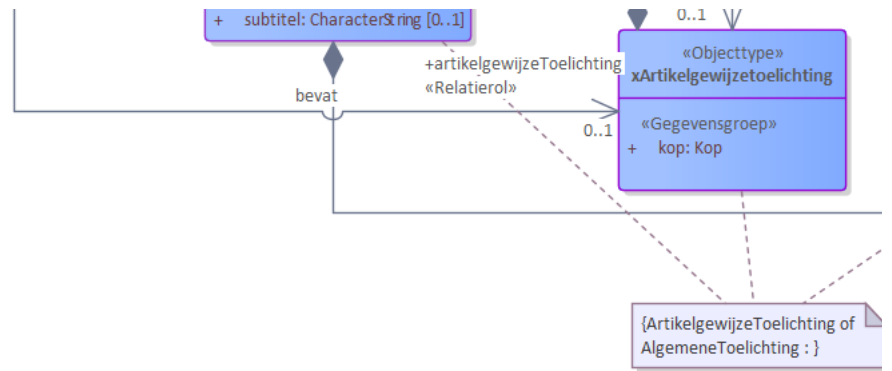 + subtitel: CharacterString [0..1]
0..1
«Objecttype»
xArtikelgewijzetoelichting
+artikelgewijzeToelichting
«Relatierol»
bevat
0..1
«Gegevensgroep»
+ kop: Kop
{ArtikelgewijzeToelichting of
AlgemeneToelichting : }